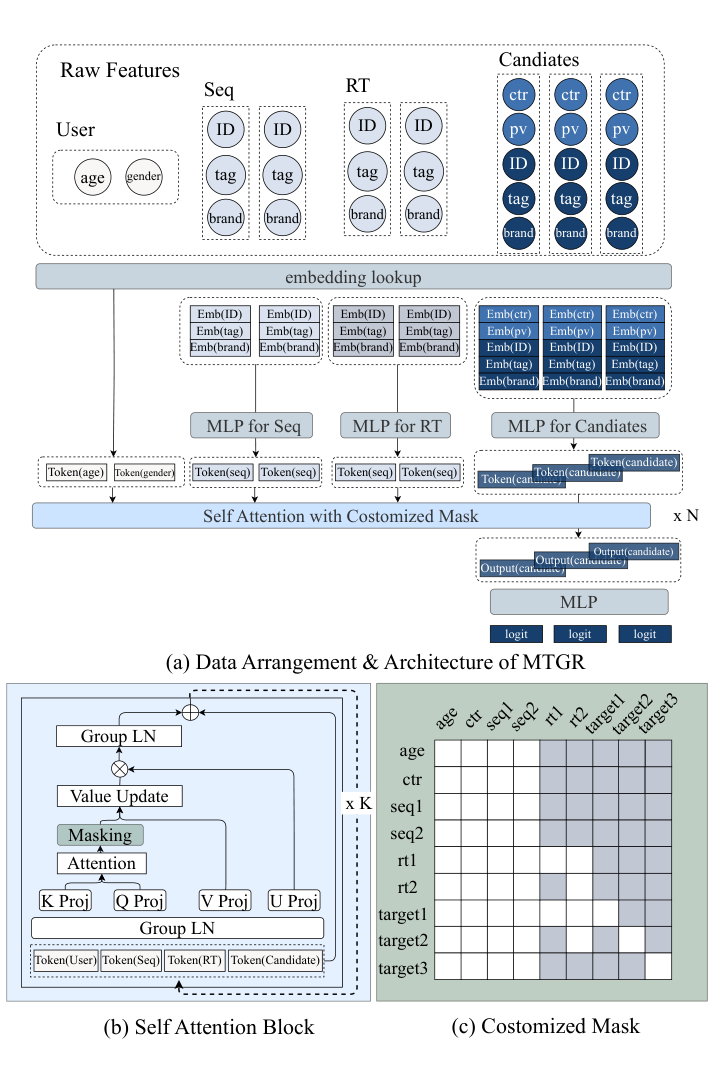 Raw Features
Candiates
Seq
RT
User
age gender
ID ID
tag tag
brand brand
ID ID
tag tag
brand brand
ctr ctr ctr
pv pv pv
ID ID ID
tag tag tag
brand brand brand
embedding lookup
Emb(ID) Emb(ID)
Emb(tag) Emb(tag)
Emb(brand) Emb(brand)
Emb(ID) Emb(ID)
Emb(tag) Emb(tag)
Emb(brand) Emb(brand)
Emb(ctr) Emb(ctr) Emb(ctr)
Emb(pv) Emb(pv) Emb(pv)
Emb(ID) Emb(ID) Emb(ID)
Emb(tag) Emb(tag) Emb(tag)
Emb(brand) Emb(brand) Emb(brand)
MLP for Seq
MLP for RT
MLP for Candiates
Token(age) Token(gender)
Token(seq) Token(seq)
Token(seq) Token(seq)
Token(candidate)
Token(candidate)
Token(candidate)
Self Attention with Costomized Mask
x N
Output(candidate)
Output(candidate)
Output(candidate)
MLP
logit logit logit
(a) Data Arrangement & Architecture of MTGR
Group LN
Value Update
Masking
Attention
K Proj Q Proj V Proj U Proj
Group LN
Token(User) Token(Seq) Token(RT) Token(Candidate)
x K
(b) Self Attention Block
age ctr seq1 seq2 rt1 rt2 target1 target2 target3
age
ctr
seq1
seq2
rt1
rt2
target1
target2
target3
(c) Costomized Mask